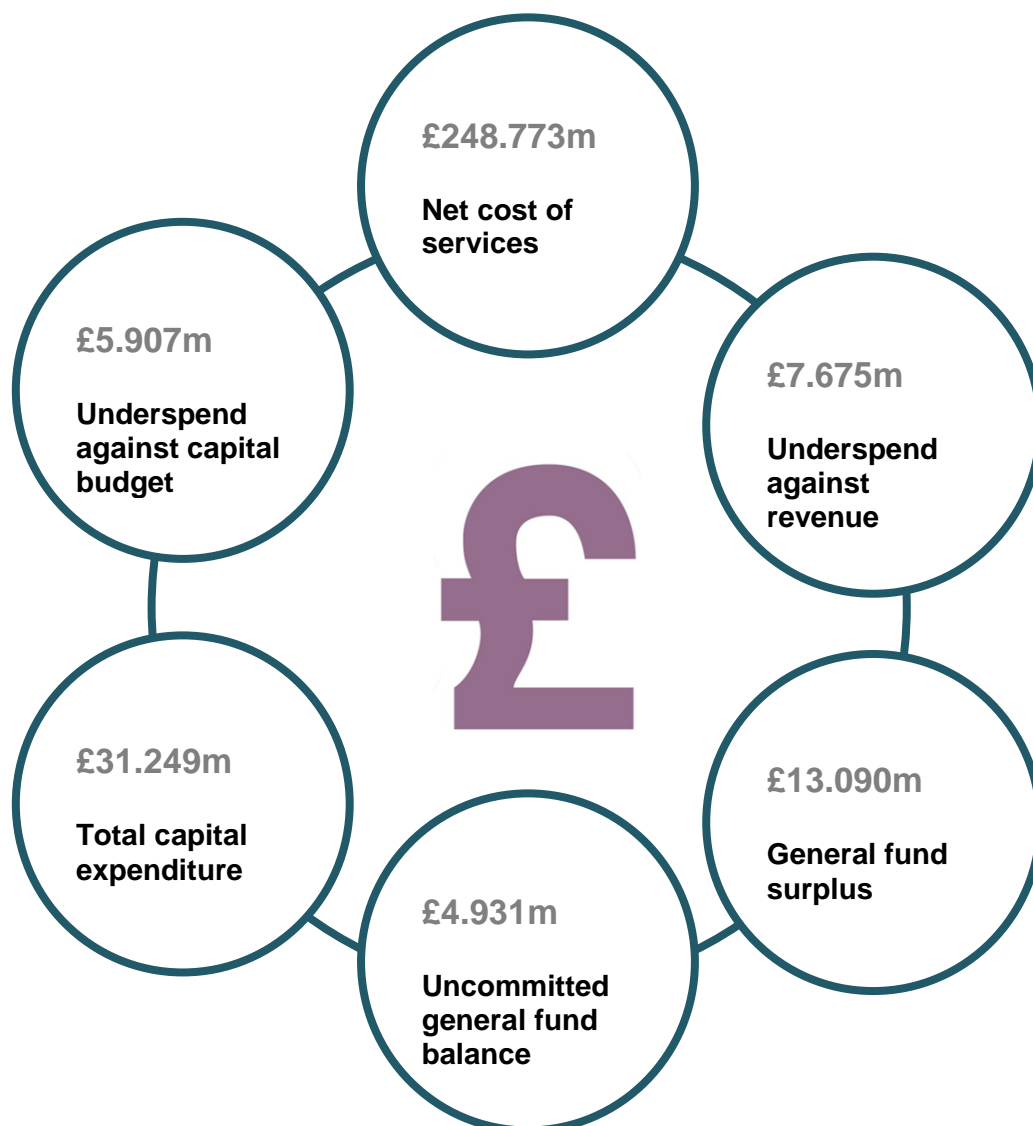 £248.773m
Net cost of
services
£7.675m
Underspend
against
revenue
£13.090m
General fund
surplus
£4.931m
Uncommitted
general fund
balance
£31.249m
Total capital
expenditure
£5.907m
Underspend
against capital
budget
£